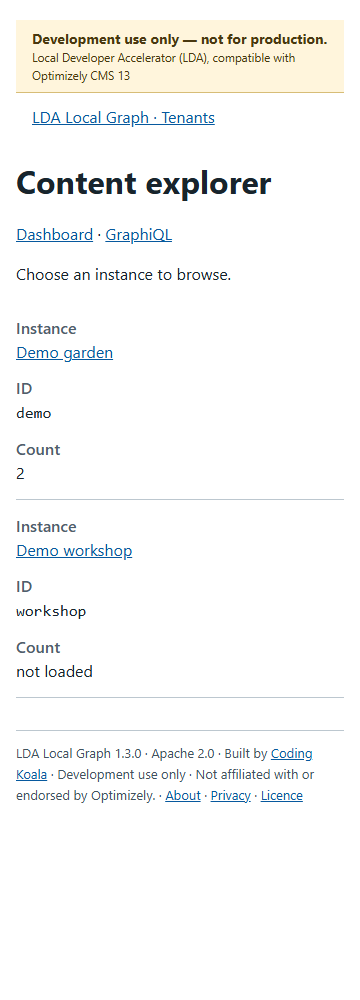 Development use only — not for production.
Local Developer Accelerator (LDA), compatible with
Optimizely CMS 13
LDA Local Graph · Tenants
Content explorer
Dashboard · GraphiQL
Choose an instance to browse.
Instance
Demo garden
ID
demo
Count
2
Instance
Demo workshop
ID
workshop
Count
not loaded
LDA Local Graph 1.3.0 · Apache 2.0 · Built by Coding
Koala · Development use only · Not affiliated with or
endorsed by Optimizely. · About · Privacy · Licence